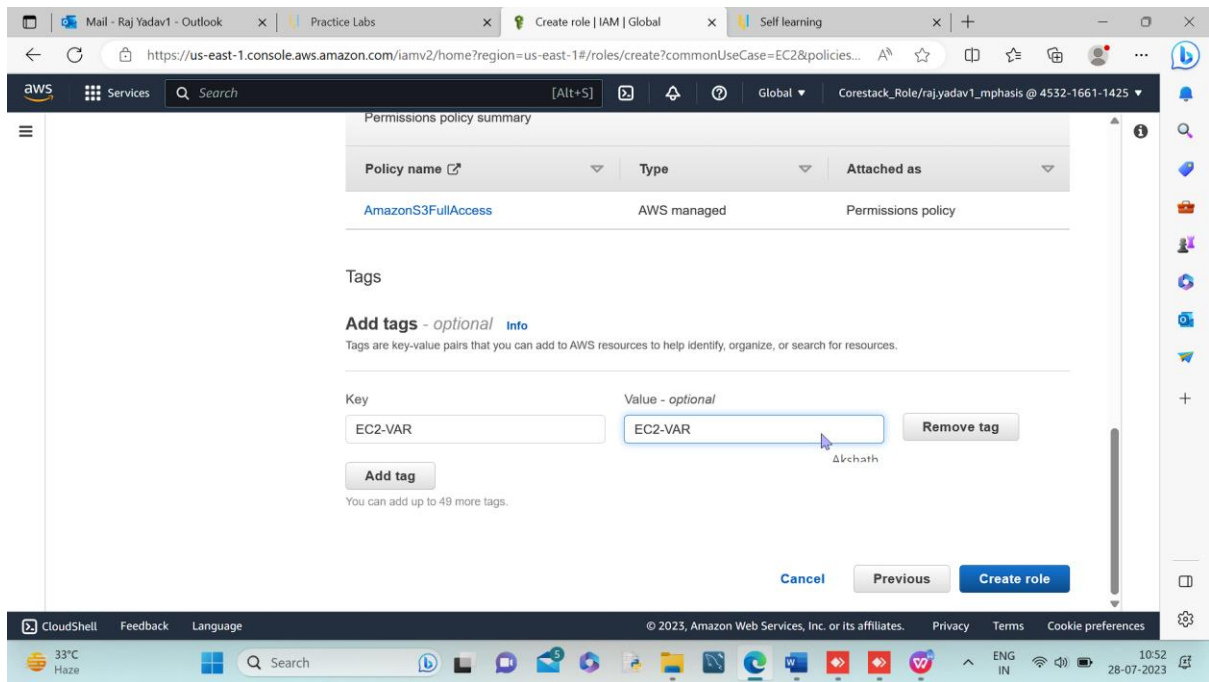 Mail - Raj Yadav1 - Outlook
Practice Labs
Create role | IAM | Global
Self learning
https://us-east-1.console.aws.amazon.com/iamv2/home?region=us-east-1#/roles/create?commonUseCase=EC2&policies...
aws
Services
Search
[Alt+S]
Global
Corestack_Role/raj.yadav1_mphasis @ 4532-1661-1425
Permissions policy summary
Policy name Type Attached as
AmazonS3FullAccess AWS managed Permissions policy
Tags
Add tags - optional Info
Tags are key-value pairs that you can add to AWS resources to help identify, organize, or search for resources.
Key Value - optional
EC2-VAR EC2-VAR Remove tag
Akshath
Add tag
You can add up to 49 more tags.
Cancel Previous Create role
CloudShell Feedback Language © 2023, Amazon Web Services, Inc. or its affiliates. Privacy Terms Cookie preferences
33°C
Haze
Search
5
ENG
IN
10:52
28-07-2023